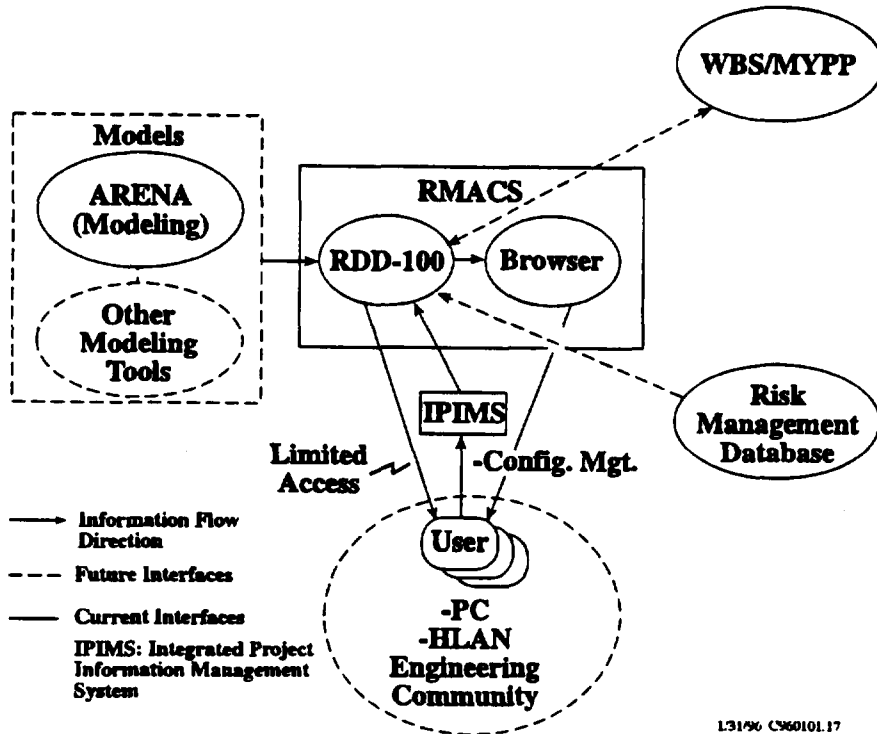 WBS/MYPP
Models
ARENA
(Modeling)
Other
Modeling
Tools
RMACS
RDD-100
Browser
IPIMS
Risk
Management
Database
Limited
Access
-Config. Mgt.
User
-PC
-HLAN
Engineering
Community
Information Flow
Direction
Future Interfaces
Current Interfaces
IPIMS: Integrated Project
Information Management
System
1/31/96 C960101.17